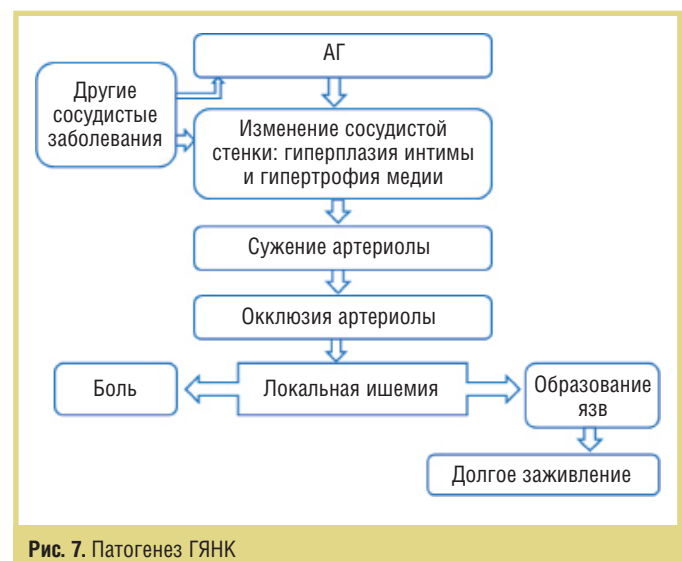 АГ
Другие
сосудистые
заболевания
Изменение сосудистой
стенки: гиперплазия интимы
и гипертрофия медии
Сужение артериолы
Окклюзия артериолы
Боль
Локальная ишемия
Образование
язв
Долгое заживление
Рис. 7. Патогенез ГЯНК